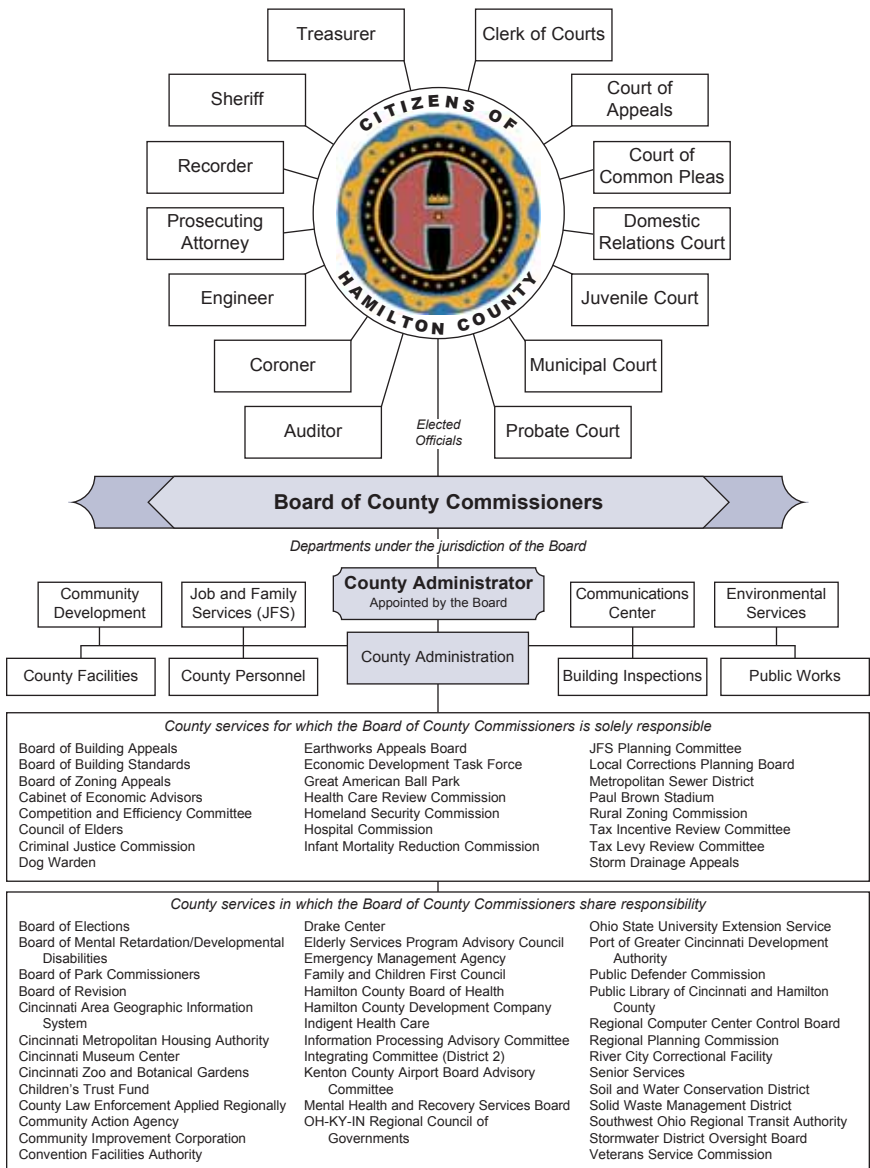 Treasurer
Clerk of Courts
Sheriff
Court of
Appeals
Recorder
Court of
Common Pleas
Prosecuting
Attorney
Domestic
Relations Court
Engineer
Juvenile Court
Coroner
Municipal Court
Auditor
Probate Court
CITIZENS OF
H
HAMILTON COUNTY
Elected
Officials
Board of County Commissioners
Departments under the jurisdiction of the Board
County Administrator
Appointed by the Board
Community
Development
Job and Family
Services (JFS)
Communications
Center
Environmental
Services
County Administration
County Facilities
County Personnel
Building Inspections
Public Works
County services for which the Board of County Commissioners is solely responsible
Board of Building Appeals
Board of Building Standards
Board of Zoning Appeals
Cabinet of Economic Advisors
Competition and Efficiency Committee
Council of Elders
Criminal Justice Commission
Dog Warden
Earthworks Appeals Board
Economic Development Task Force
Great American Ball Park
Health Care Review Commission
Homeland Security Commission
Hospital Commission
Infant Mortality Reduction Commission
JFS Planning Committee
Local Corrections Planning Board
Metropolitan Sewer District
Paul Brown Stadium
Rural Zoning Commission
Tax Incentive Review Committee
Tax Levy Review Committee
Storm Drainage Appeals
County services in which the Board of County Commissioners share responsibility
Board of Elections
Board of Mental Retardation/Developmental
Disabilities
Board of Park Commissioners
Board of Revision
Cincinnati Area Geographic Information
System
Cincinnati Metropolitan Housing Authority
Cincinnati Museum Center
Cincinnati Zoo and Botanical Gardens
Children's Trust Fund
County Law Enforcement Applied Regionally
Community Action Agency
Community Improvement Corporation
Convention Facilities Authority
Drake Center
Elderly Services Program Advisory Council
Emergency Management Agency
Family and Children First Council
Hamilton County Board of Health
Hamilton County Development Company
Indigent Health Care
Information Processing Advisory Committee
Integrating Committee (District 2)
Kenton County Airport Board Advisory
Committee
Mental Health and Recovery Services Board
OH-KY-IN Regional Council of
Governments
Ohio State University Extension Service
Port of Greater Cincinnati Development
Authority
Public Defender Commission
Public Library of Cincinnati and Hamilton
County
Regional Computer Center Control Board
Regional Planning Commission
River City Correctional Facility
Senior Services
Soil and Water Conservation District
Solid Waste Management District
Southwest Ohio Regional Transit Authority
Stormwater District Oversight Board
Veterans Service Commission